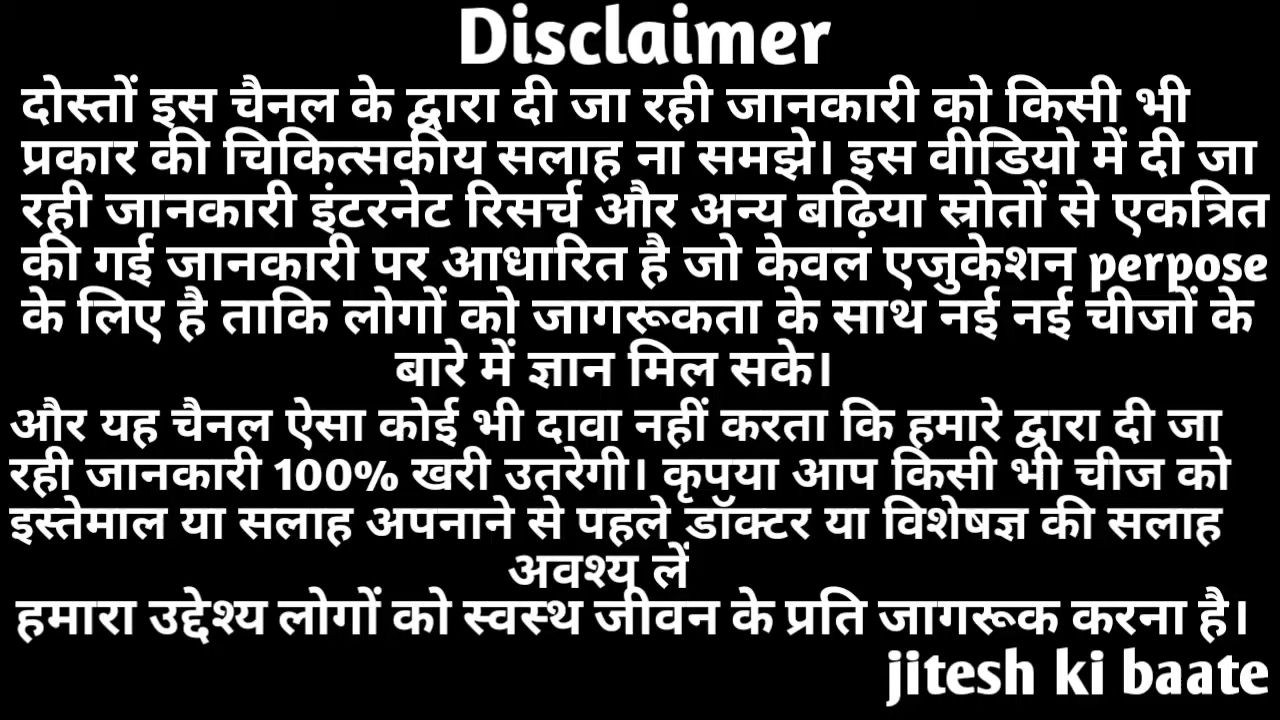 Disclaimer
दोस्तों इस चैनल के द्वारा दी जा रही जानकारी को किसी भी
प्रकार की चिकित्सकीय सलाह ना समझे। इस वीडियो में दी जा
रही जानकारी इंटरनेट रिसर्च और अन्य बढ़िया स्रोतों से एकत्रित
की गई जानकारी पर आधारित है जो केवल एजुकेशन perpose
के लिए है ताकि लोगों को जागरूकता के साथ नई नई चीजों के
बारे में ज्ञान मिल सके।
और यह चैनल ऐसा कोई भी दावा नहीं करता कि हमारे द्वारा दी जा
रही जानकारी 100% खरी उतरेगी। कृपया आप किसी भी चीज को
इस्तेमाल या सलाह अपनाने से पहले डॉक्टर या विशेषज्ञ की सलाह
अवश्य लें
हमारा उद्देश्य लोगों को स्वस्थ जीवन के प्रति जागरूक करना है।
jitesh ki baate